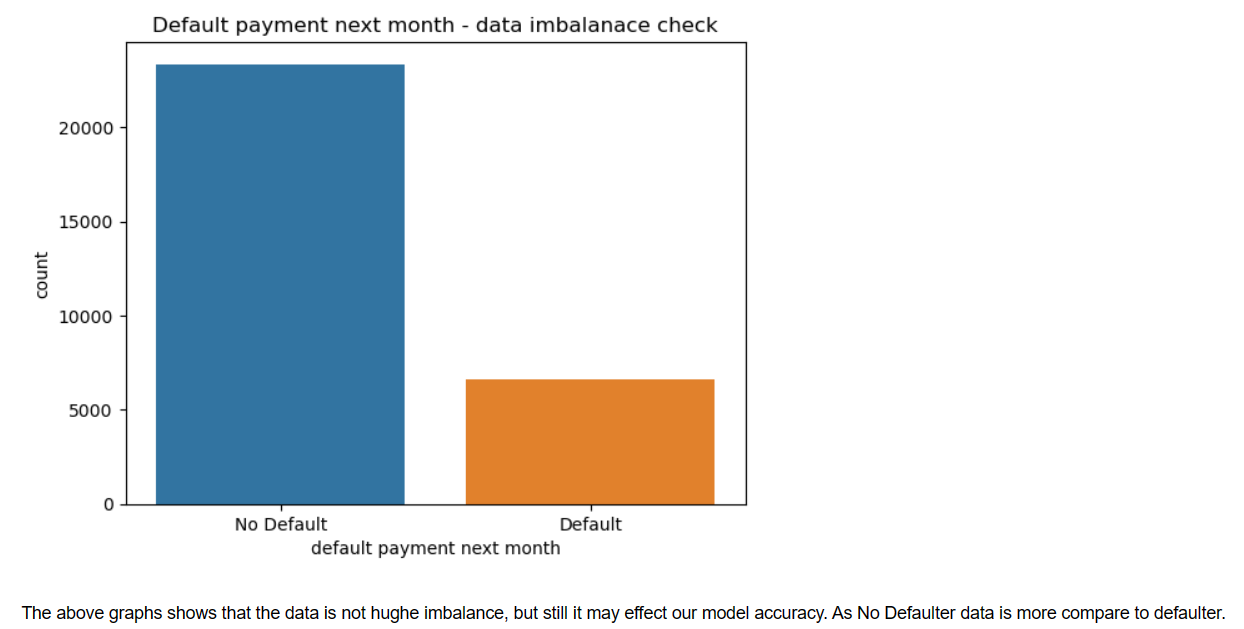 Default payment next month - data imbalanace check
20000
15000
10000
5000
0
count
No Default Default
default payment next month
The above graphs shows that the data is not hughe imbalance, but still it may effect our model accuracy. As No Defaulter data is more compare to defaulter.